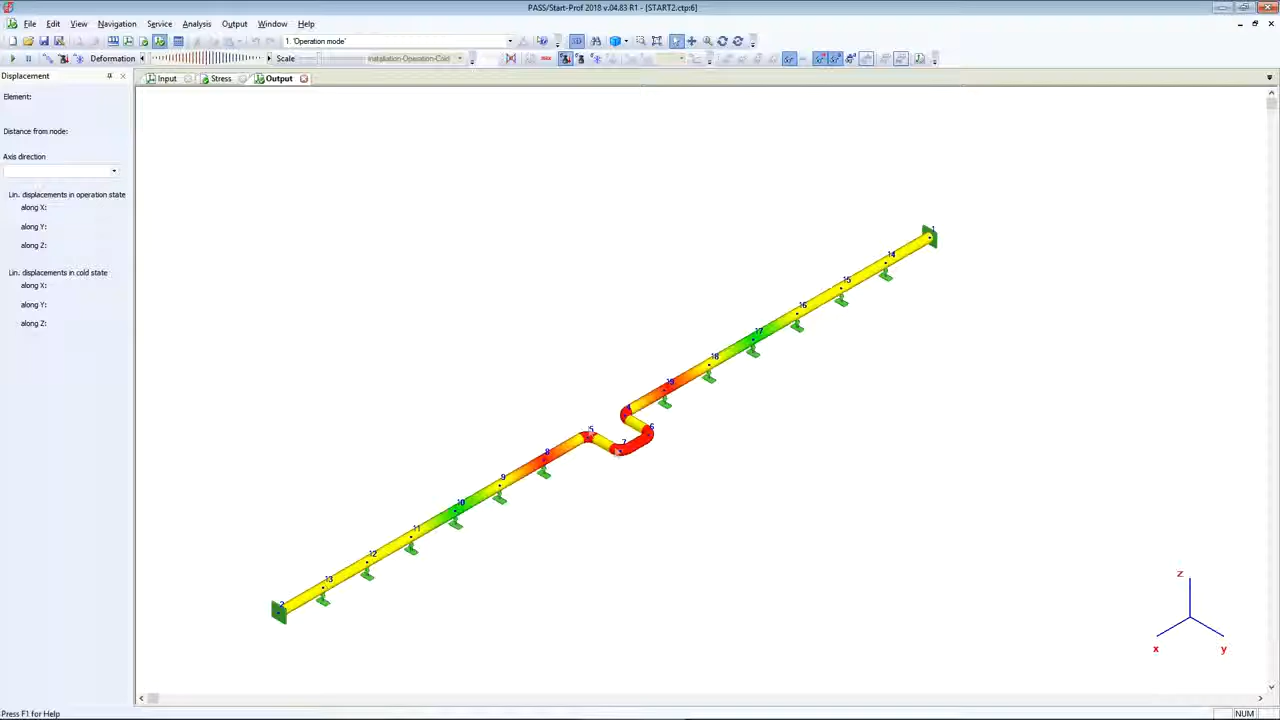 PASS/Start-Prof 2018 v.04.83 R1 - [START2.ctp:6]
File Edit View Navigation Service Analysis Output Window Help
1. 'Operation mode'
Deformation Scale Installation-Operation-Cold
Displacement
Input Stress Output
Element:
Distance from node:
Axis direction
Lin. displacements in operation state
along X:
along Y:
along Z:
Lin. displacements in cold state
along X:
along Y:
along Z:
1
14
15
16
17
18
19
4
6
5
7
8
9
10
11
12
13
2
z
x y
Press F1 for Help NUM